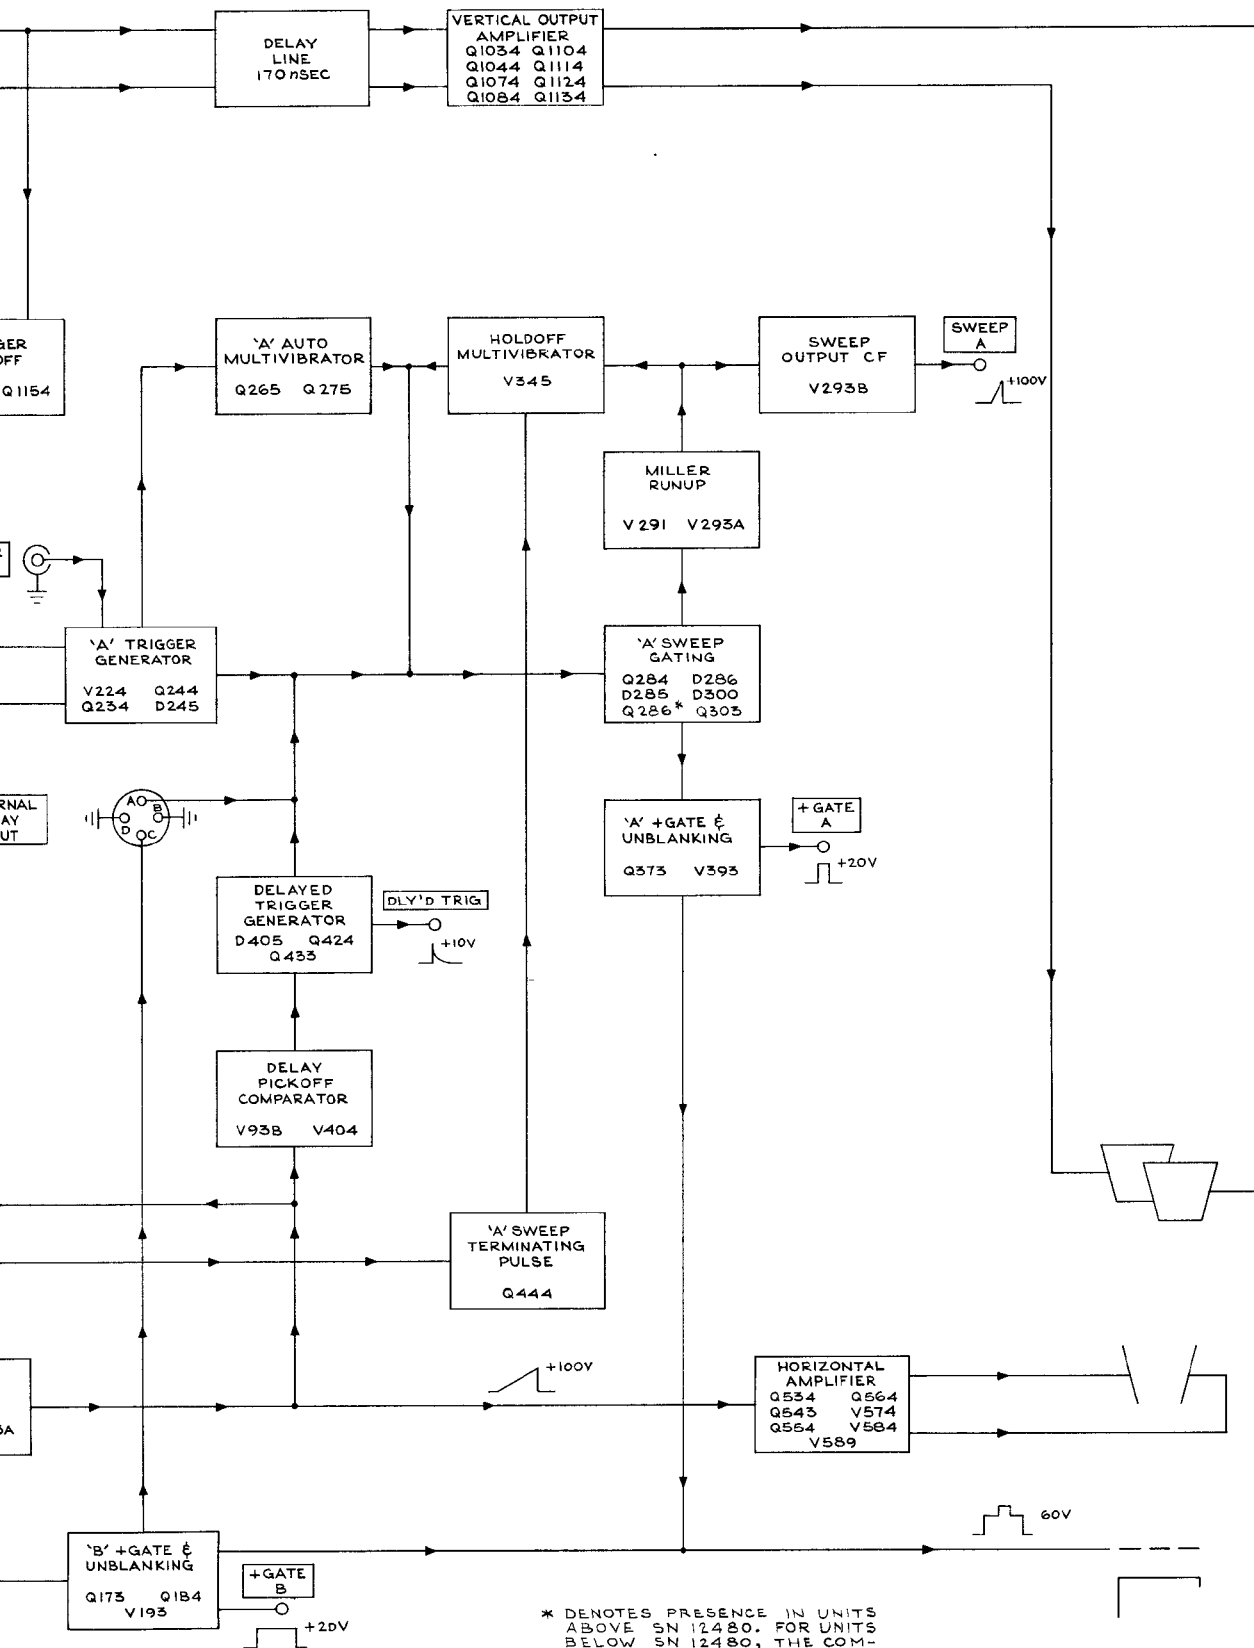 DELAY
LINE
170 nSEC
VERTICAL OUTPUT
AMPLIFIER
Q1034 Q1104
Q1044 Q1114
Q1074 Q1124
Q1084 Q1134
GER
OFF
Q1154
'A' AUTO
MULTIVIBRATOR
Q265 Q275
HOLDOFF
MULTIVIBRATOR
V345
SWEEP
OUTPUT CF
V293B
SWEEP
A
+100V
MILLER
RUNUP
V291 V293A
'A' TRIGGER
GENERATOR
V224 Q244
Q234 D245
'A' SWEEP
GATING
Q284 D286
D285 D300
Q286* Q303
RNAL
AY
UT
A
B
D
C
'A' +GATE &
UNBLANKING
Q373 V393
+GATE
A
+20V
DELAYED
TRIGGER
GENERATOR
D405 Q424
Q433
DLY'D TRIG
+10V
DELAY
PICKOFF
COMPARATOR
V93B V404
'A' SWEEP
TERMINATING
PULSE
Q444
3A
+100V
HORIZONTAL
AMPLIFIER
Q534 Q564
Q543 V574
Q554 V584
V589
60V
'B' +GATE &
UNBLANKING
Q173 Q184
V193
+GATE
B
+20V
* DENOTES PRESENCE IN UNITS
ABOVE SN 12480. FOR UNITS
BELOW SN 12480, THE COM-